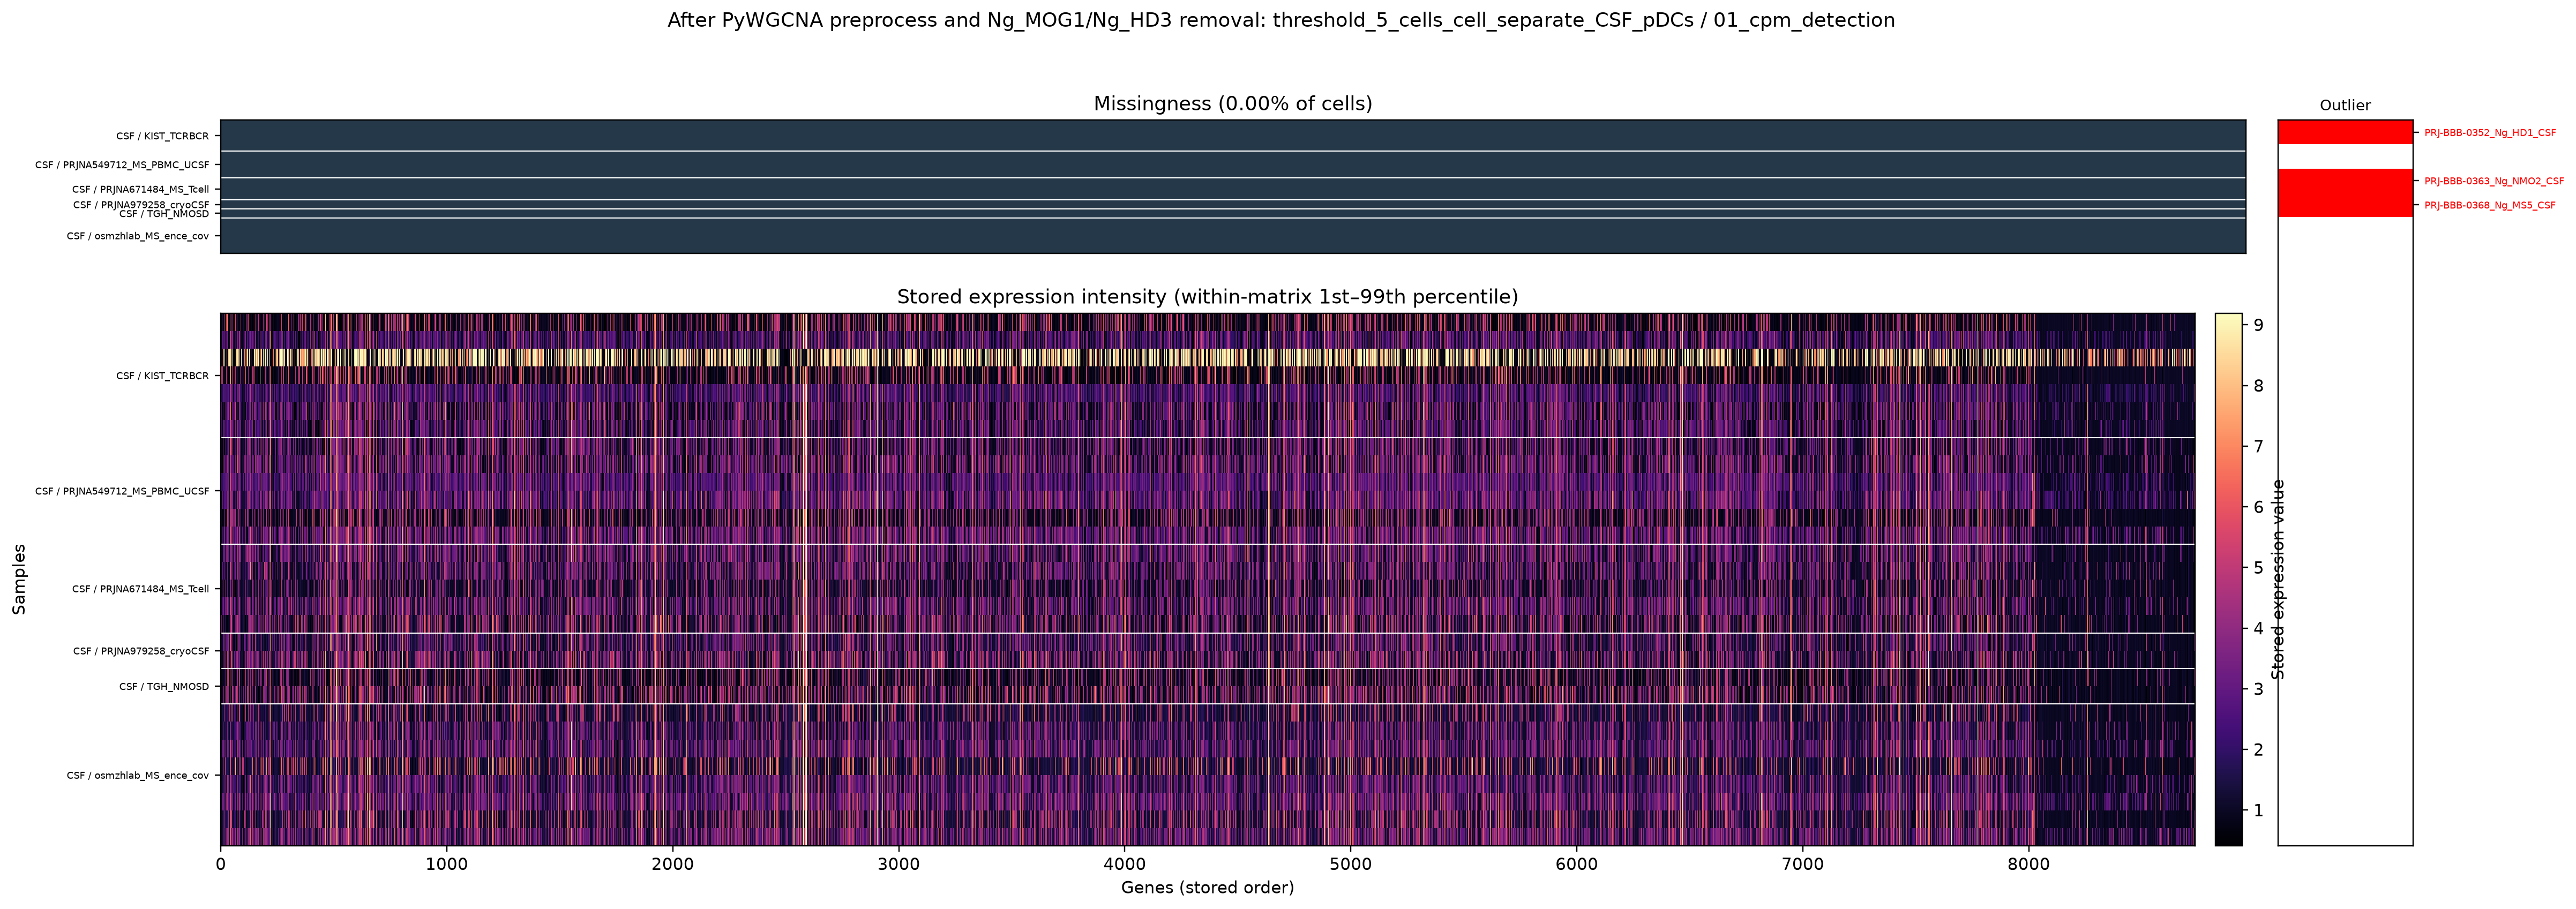 After PyWGCNA preprocess and Ng_MOG1/Ng_HD3 removal: threshold_5_cells_cell_separate_CSF_pDCs / 01_cpm_detection
Missingness (0.00% of cells)
Outlier
CSF / KIST_TCRBCR
CSF / PRJNA549712_MS_PBMC_UCSF
CSF / PRJNA671484_MS_Tcell
CSF / PRJNA979258_cryoCSF
CSF / TGH_NMOSD
CSF / osmzhlab_MS_ence_cov
PRJ-BBB-0352_Ng_HD1_CSF
PRJ-BBB-0363_Ng_NMO2_CSF
PRJ-BBB-0368_Ng_MS5_CSF
Stored expression intensity (within-matrix 1st–99th percentile)
Samples
CSF / KIST_TCRBCR
CSF / PRJNA549712_MS_PBMC_UCSF
CSF / PRJNA671484_MS_Tcell
CSF / PRJNA979258_cryoCSF
CSF / TGH_NMOSD
CSF / osmzhlab_MS_ence_cov
9
8
7
6
5
4
3
2
1
Stored expression value
0 1000 2000 3000 4000 5000 6000 7000 8000
Genes (stored order)